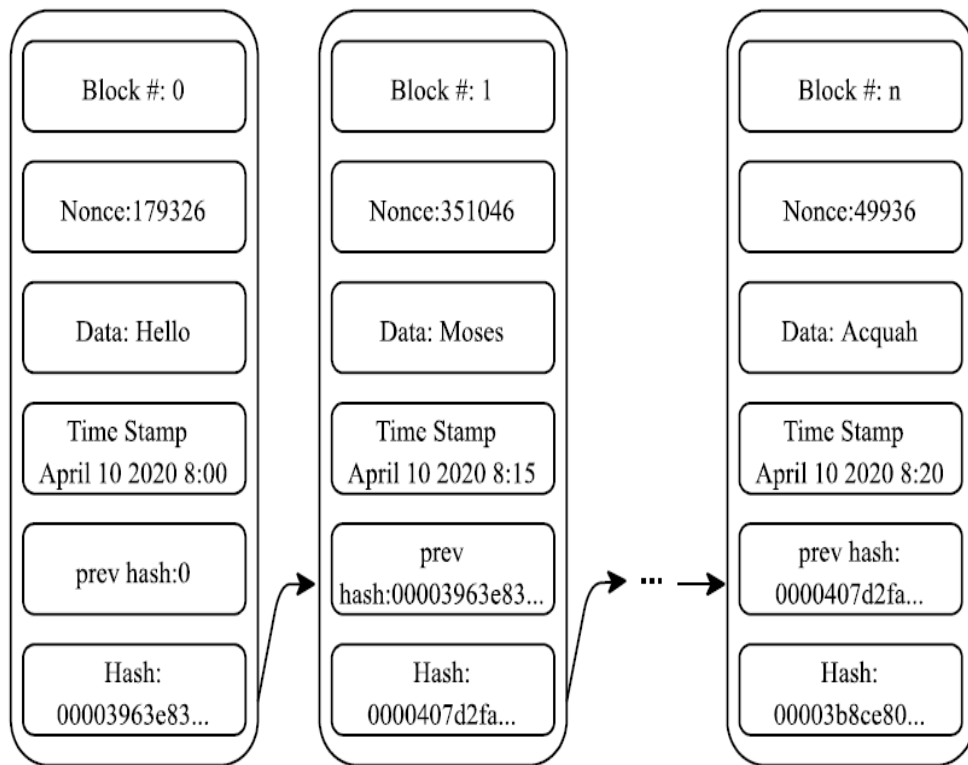 Block #: 0
Nonce:179326
Data: Hello
Time Stamp
April 10 2020 8:00
prev hash:0
Hash:
00003963e83...
Block #: 1
Nonce:351046
Data: Moses
Time Stamp
April 10 2020 8:15
prev
hash:00003963e83...
Hash:
0000407d2fa...
...
Block #: n
Nonce:49936
Data: Acquah
Time Stamp
April 10 2020 8:20
prev hash:
0000407d2fa...
Hash:
00003b8ce80...